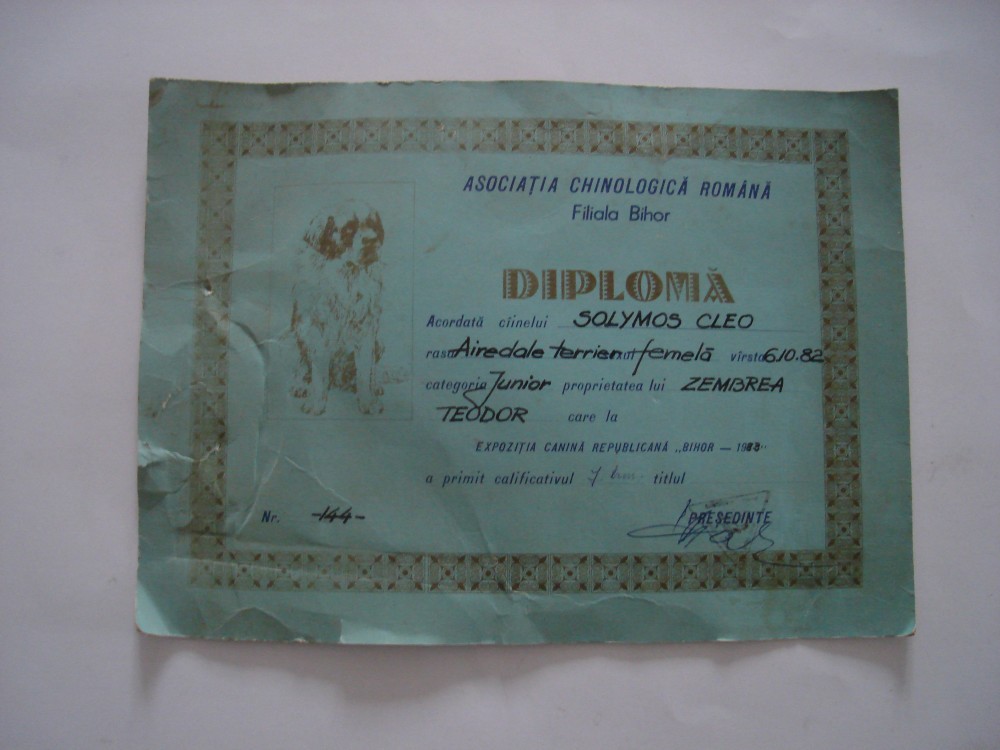 ASOCIAȚIA CHINOLOGICĂ ROMÂNĂ
Filiala Bihor
DIPLOMĂ
Acordată cîinelui SOLYMOS CLEO
rasa Airedale terrier al femelă vîrsta 6.10.82
categoria Junior proprietatea lui ZEMBREA
TEODOR care la
EXPOZIȚIA CANINĂ REPUBLICANĂ „BIHOR —
a primit calificativul titlul
Nr. -144-
PREȘEDINTE